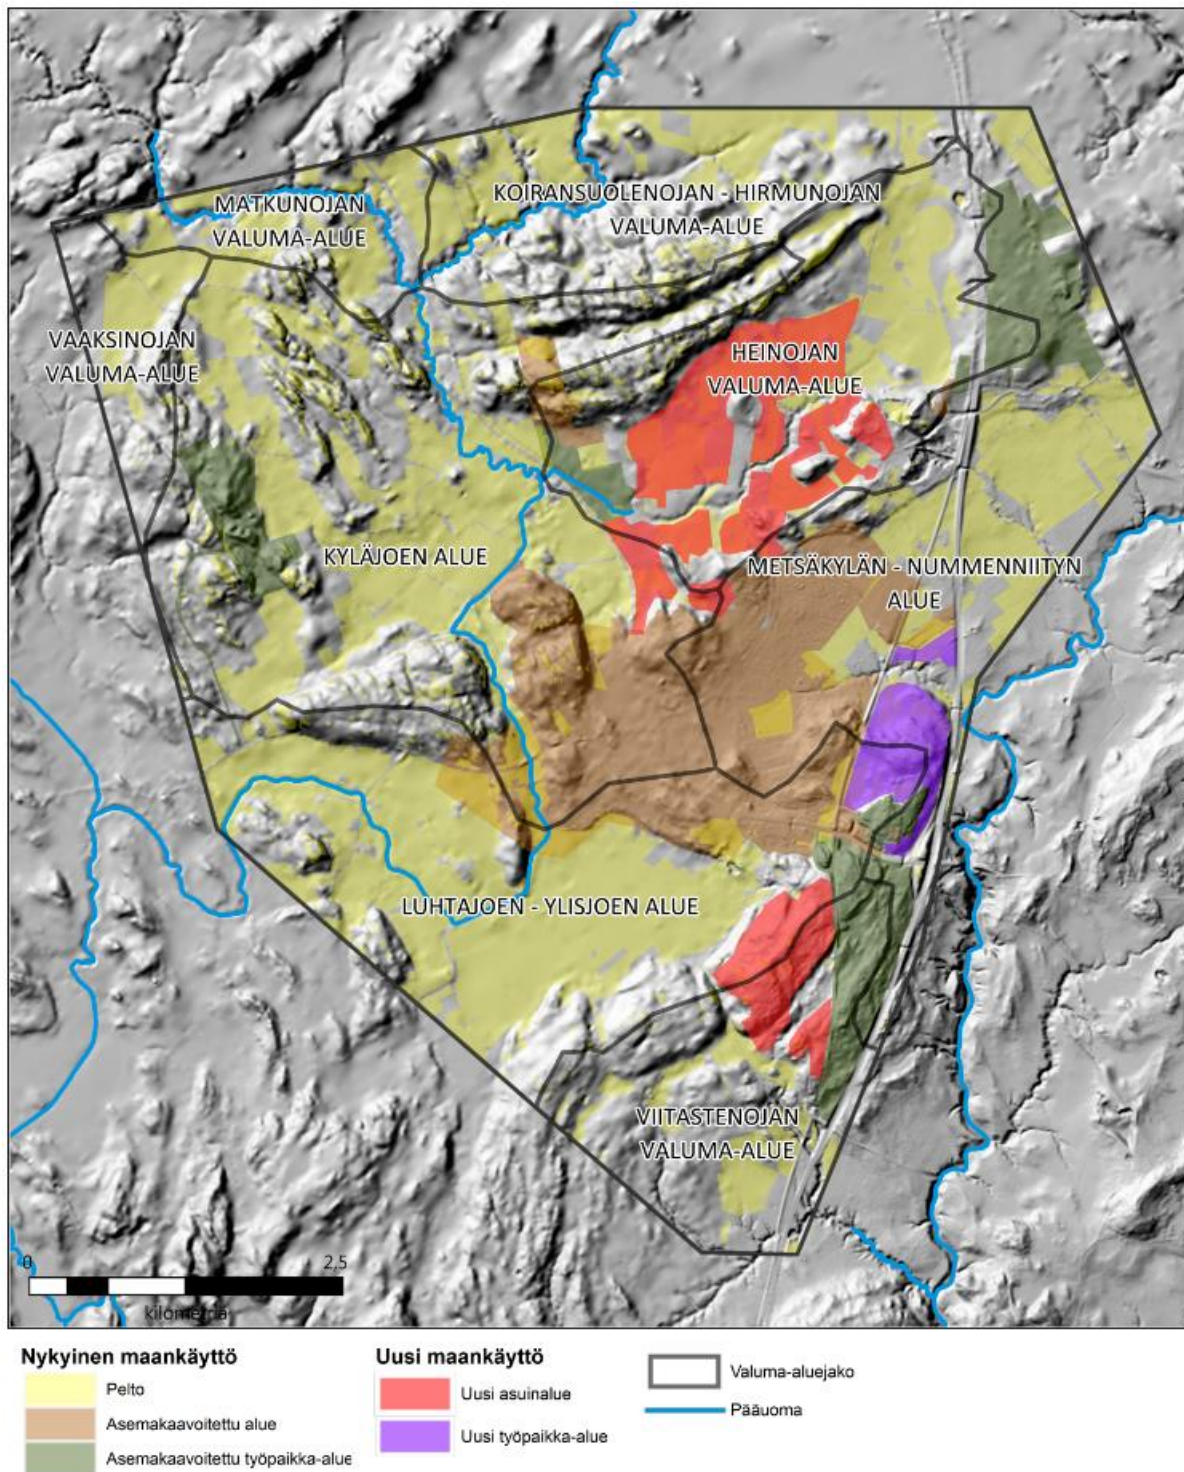 MATKUNOJAN
VALUMA-ALUE
KOIRANSUOLENOJAN - HIRMUNOJAN
VALUMA-ALUE
VAAKSINOJAN
VALUMA-ALUE
HEINOJAN
VALUMA-ALUE
KYLÄJOEN ALUE
METSÄKYLÄN - NUMMENNIITYN
ALUE
LUHTAJOEN - YLISJOEN ALUE
VIITASTENOJAN
VALUMA-ALUE
0 2,5
kilometriä
Nykyinen maankäyttö
Pelto
Asemakaavoitettu alue
Asemakaavoitettu työpaikka-alue
Uusi maankäyttö
Uusi asuinalue
Uusi työpaikka-alue
Valuma-aluejako
Pääuoma